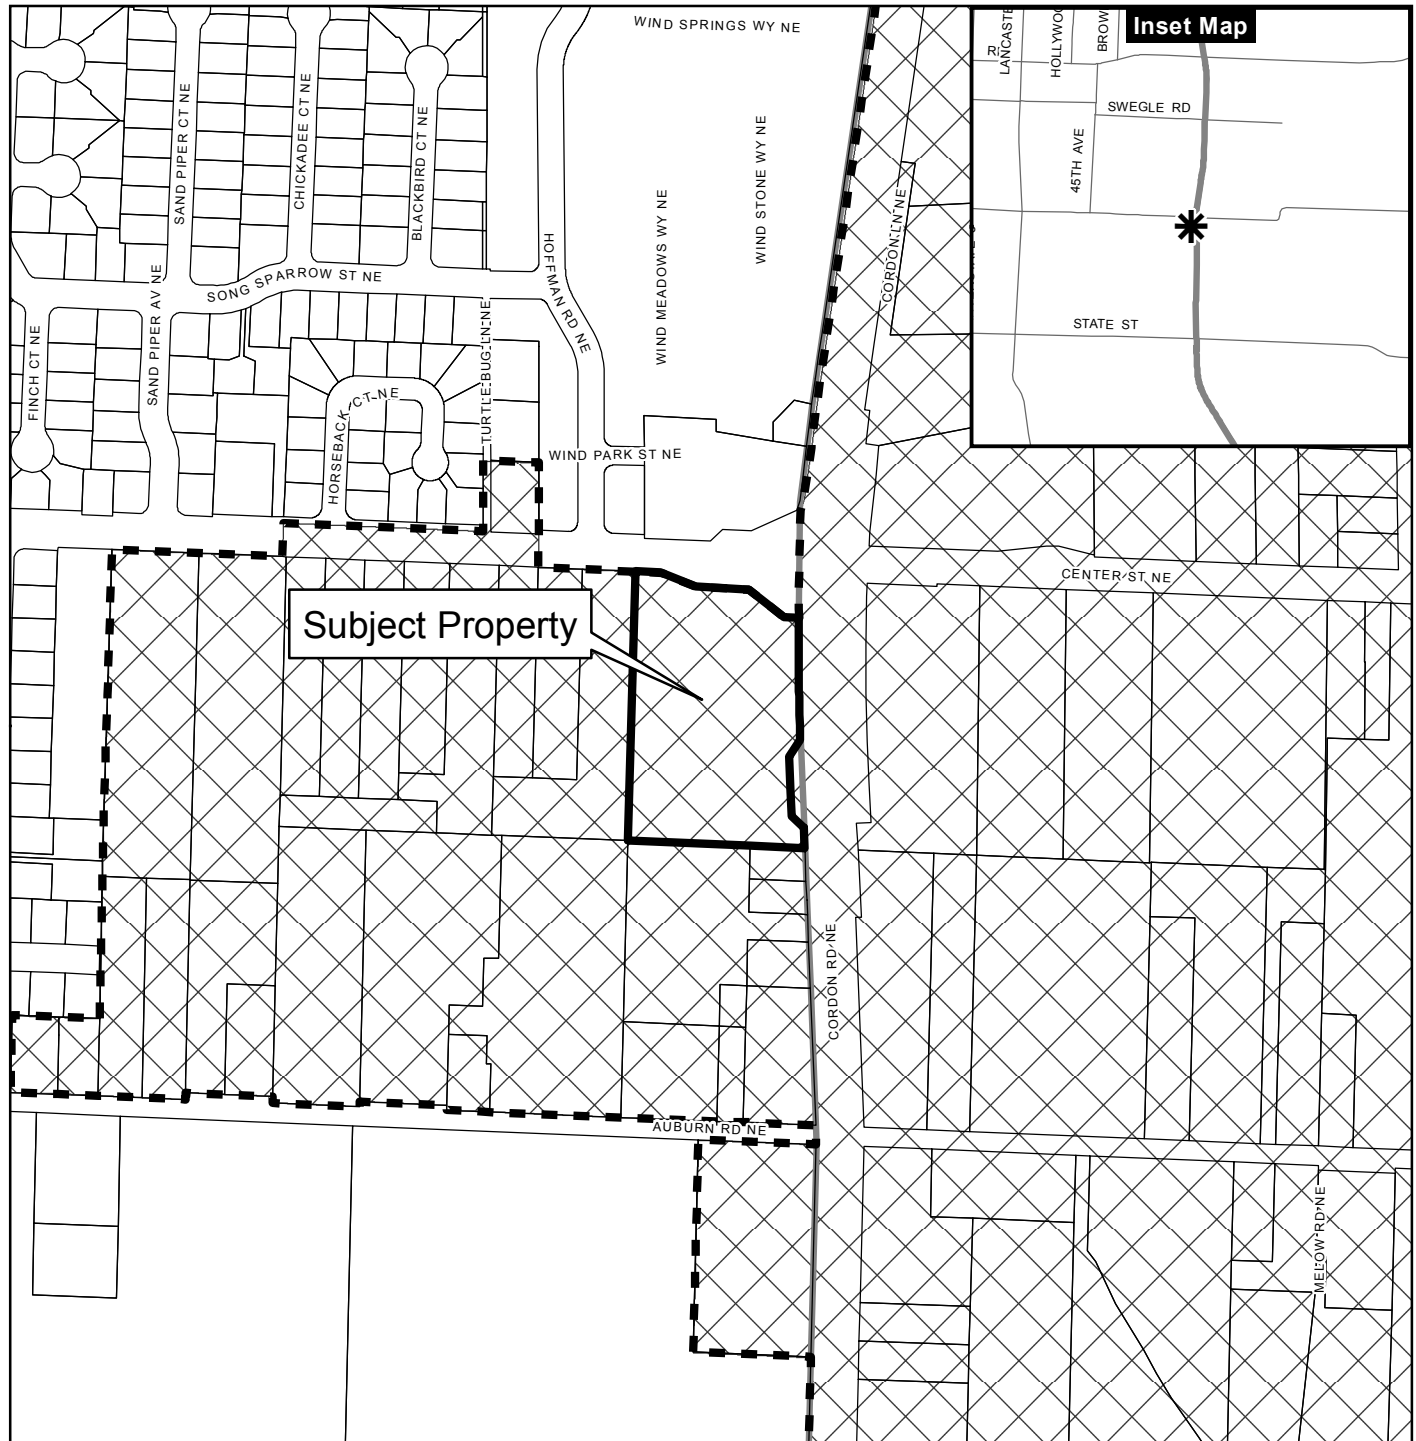 WIND SPRINGS WY NE
Inset Map
LANCASTE
HOLLYWOO
BROW
SWEGLE RD
45TH AVE
STATE ST
SAND PIPER CT NE
CHICKADEE CT NE
BLACKBIRD CT NE
WIND STONE WY NE
WIND MEADOWS WY NE
CORDON LN NE
HOFFMAN RD NE
SONG SPARROW ST NE
SAND PIPER AV NE
FINCH CT NE
TURTLE BUG LN NE
HORSEBACK CT NE
WIND PARK ST NE
CENTER ST NE
Subject Property
CORDON RD NE
AUBURN RD NE
MELOW RD NE